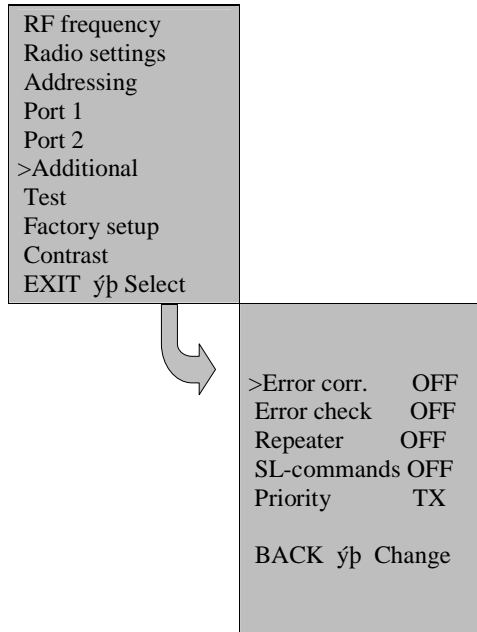 RF frequency
Radio settings
Addressing
Port 1
Port 2
>Additional
Test
Factory setup
Contrast
EXIT ýþ Select
>Error corr. OFF
Error check OFF
Repeater OFF
SL-commands OFF
Priority TX
BACK ýþ Change